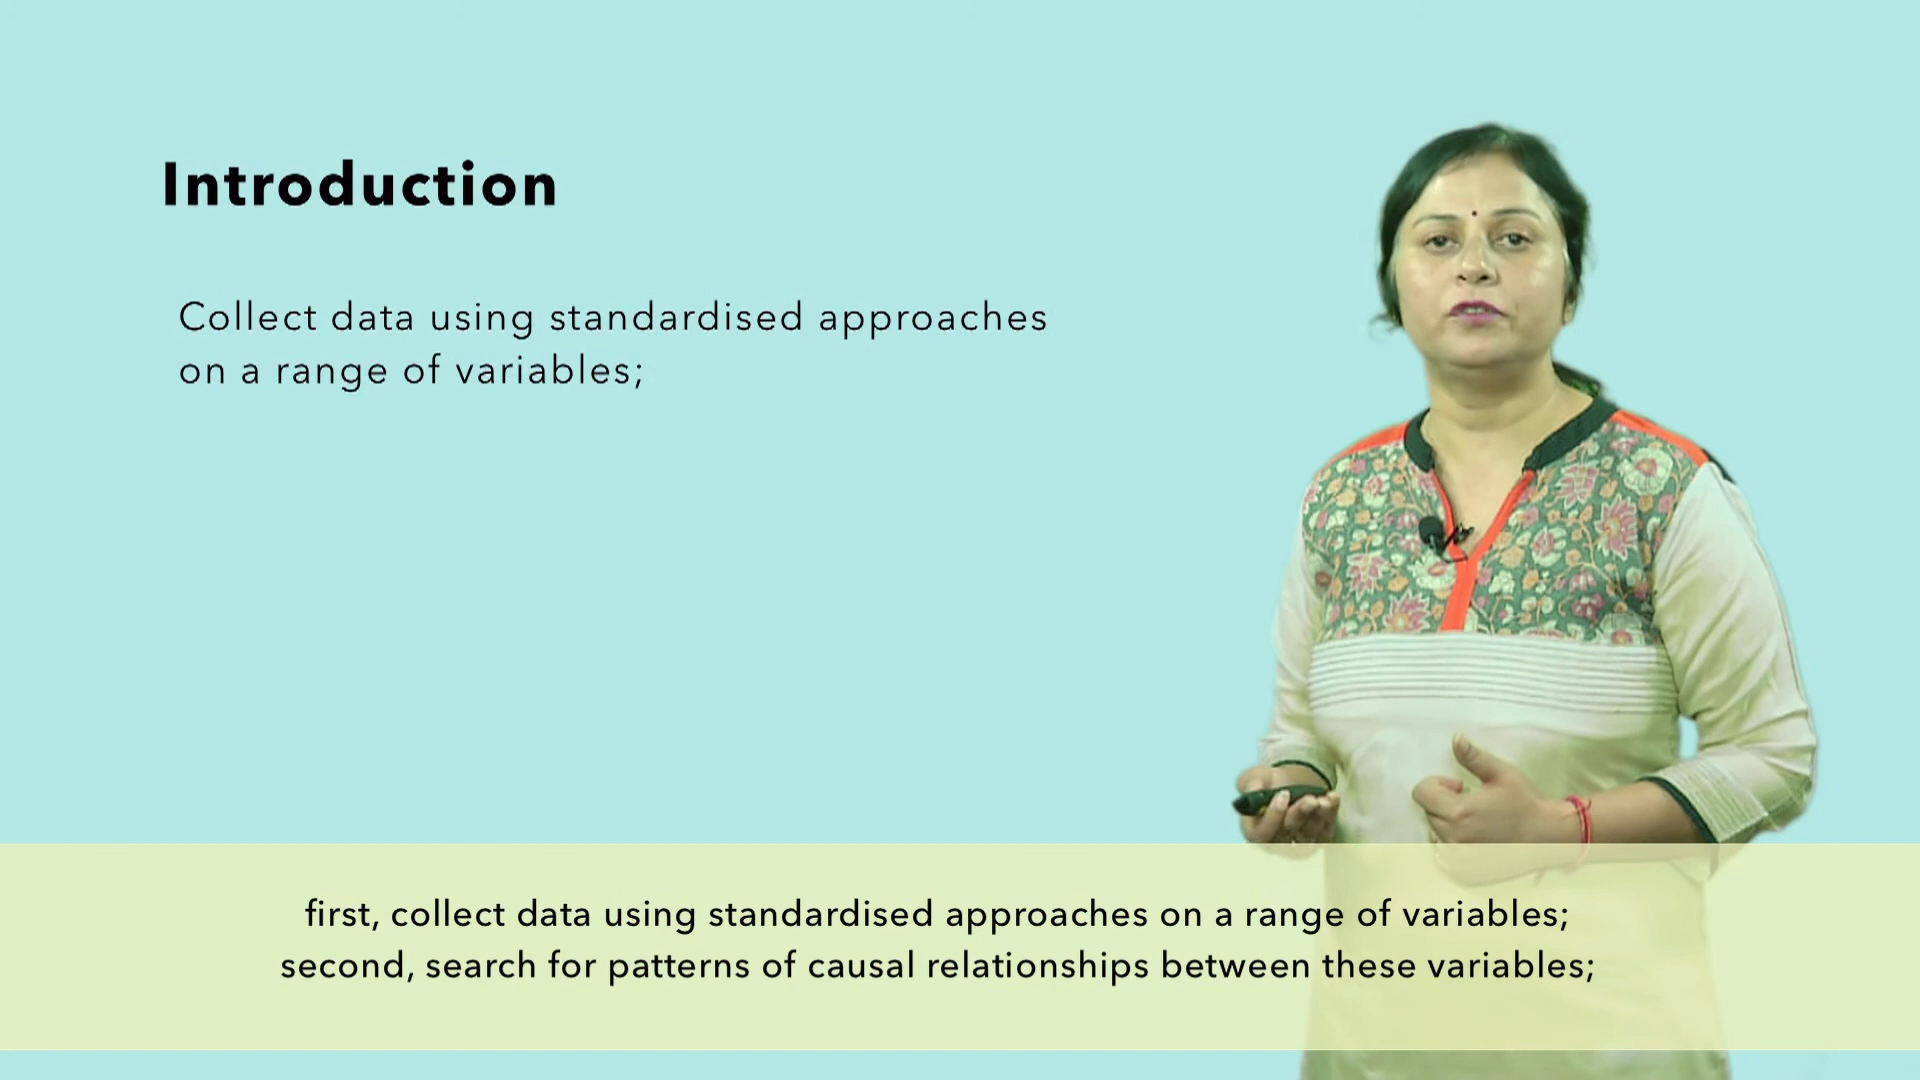 Introduction
Collect data using standardised approaches
on a range of variables;
first, collect data using standardised approaches on a range of variables;
second, search for patterns of causal relationships between these variables;